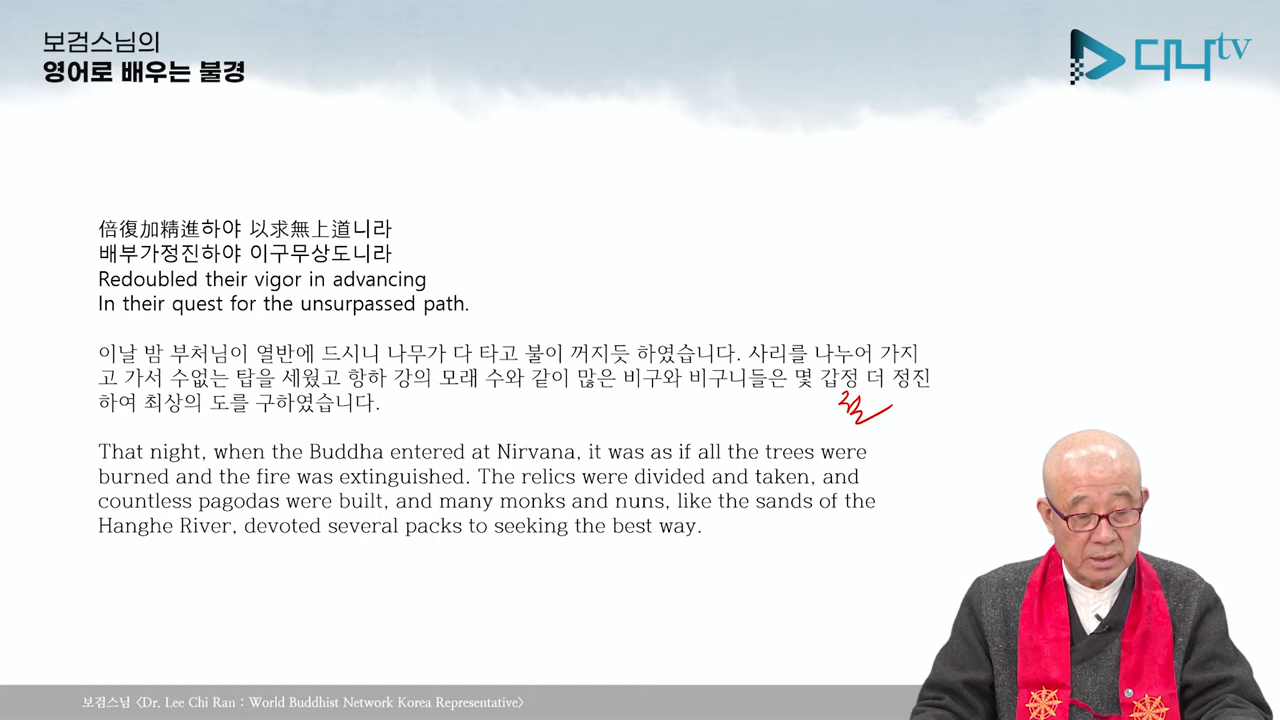 보검스님의
영어로 배우는 불경
디나tv
倍復加精進하야 以求無上道니라
배부가정진하야 이구무상도니라
Redoubled their vigor in advancing
In their quest for the unsurpassed path.
이날 밤 부처님이 열반에 드시니 나무가 다 타고 불이 꺼지듯 하였습니다. 사리를 나누어 가지
고 가서 수없는 탑을 세웠고 항하 강의 모래 수와 같이 많은 비구와 비구니들은 몇 갑정 더 정진
하여 최상의 도를 구하였습니다.
That night, when the Buddha entered at Nirvana, it was as if all the trees were
burned and the fire was extinguished. The relics were divided and taken, and
countless pagodas were built, and many monks and nuns, like the sands of the
Hanghe River, devoted several packs to seeking the best way.
보검스님 <Dr. Lee Chi Ran : World Buddhist Network Korea Representative>